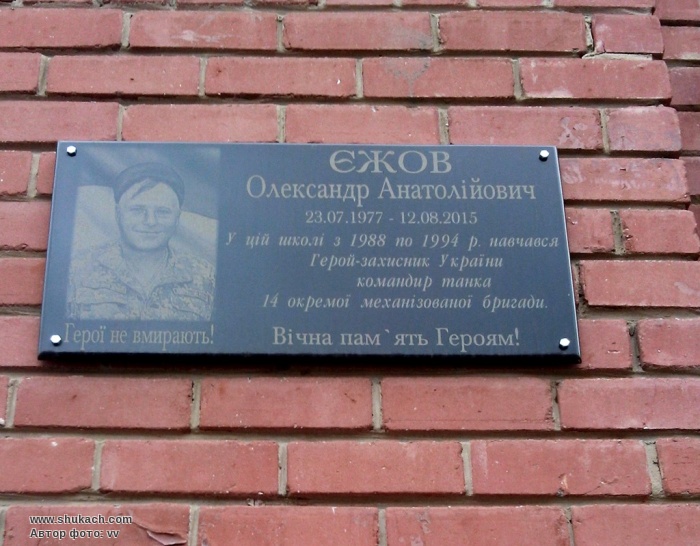 ЄЖОВ
Олександр Анатолійович
23.07.1977 - 12.08.2015
У цій школі з 1988 по 1994 р. навчався
Герой-захисник України
командир танка
14 окремої механізованої бригади.
Герої не вмирають!
Вічна пам`ять Героям!
www.shukach.com
Автор фото: vv